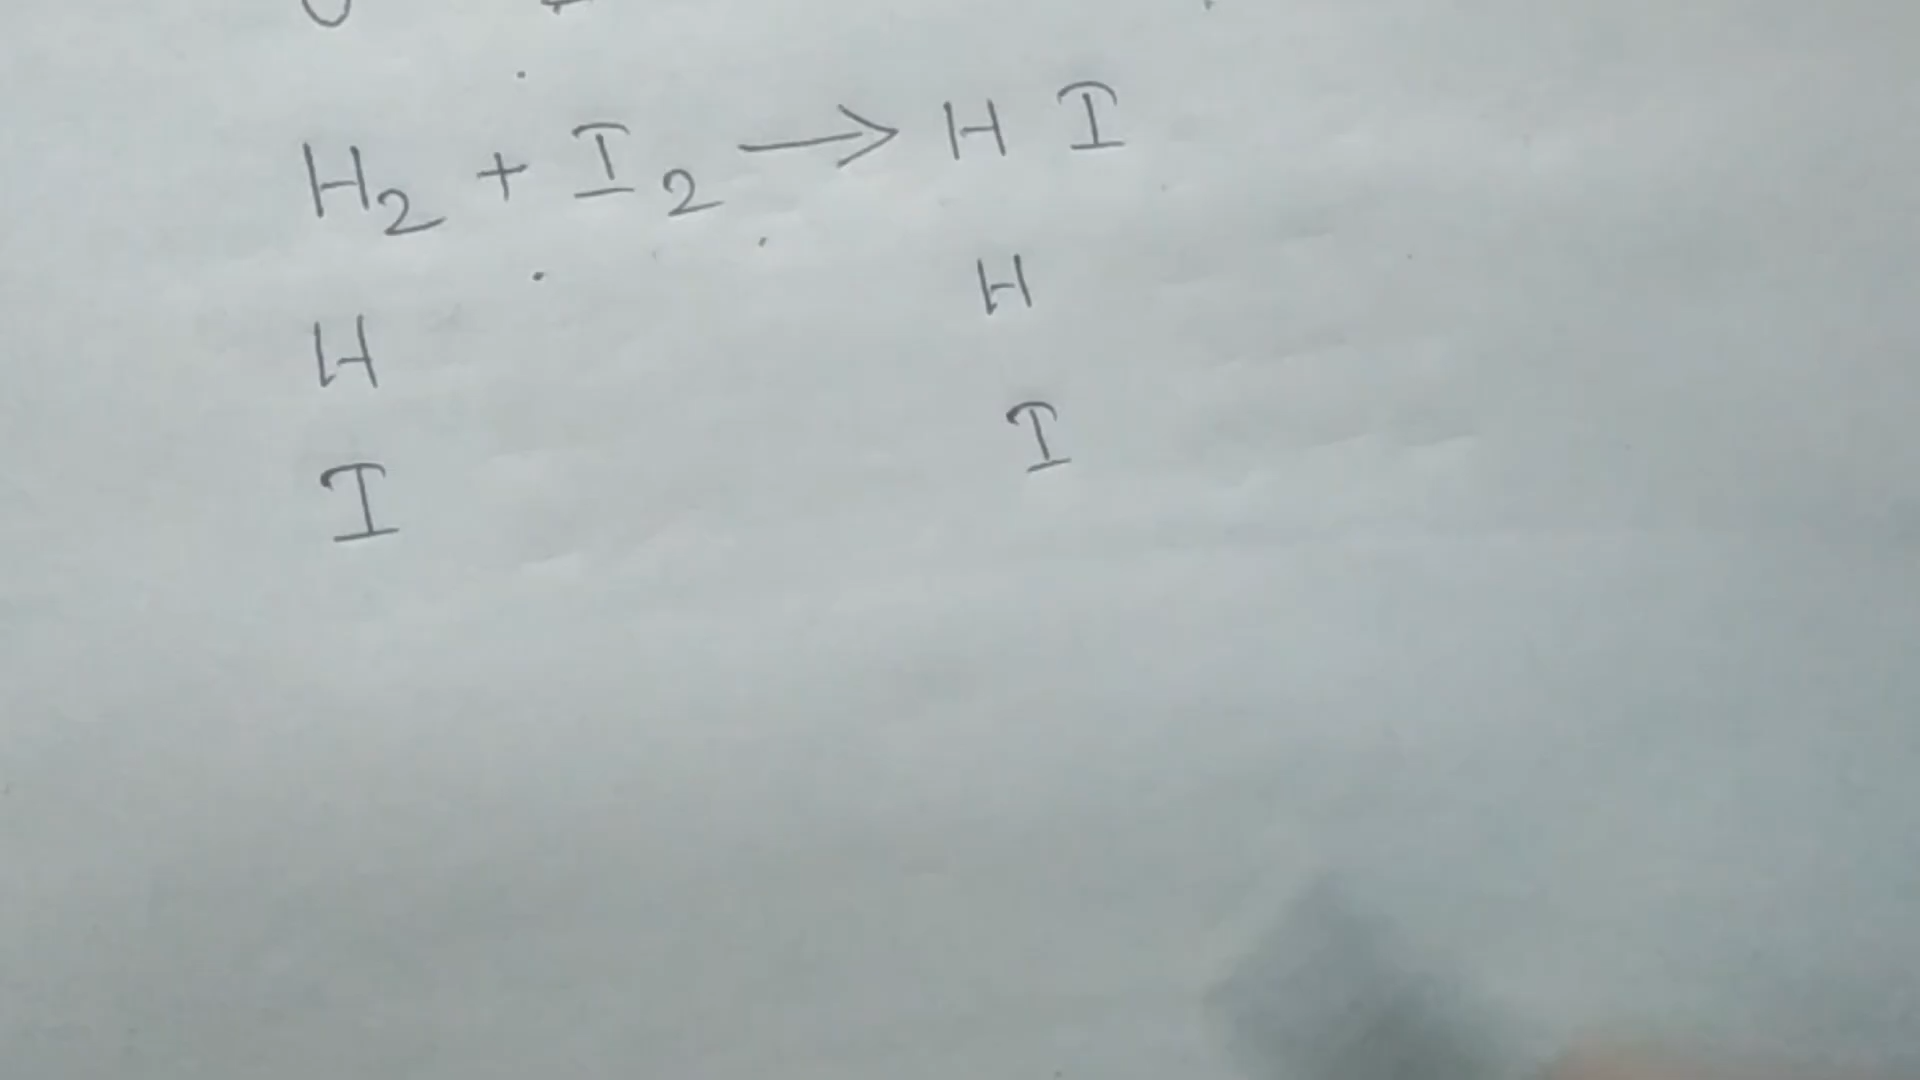 H₂ + I₂ → H I
H H
I I